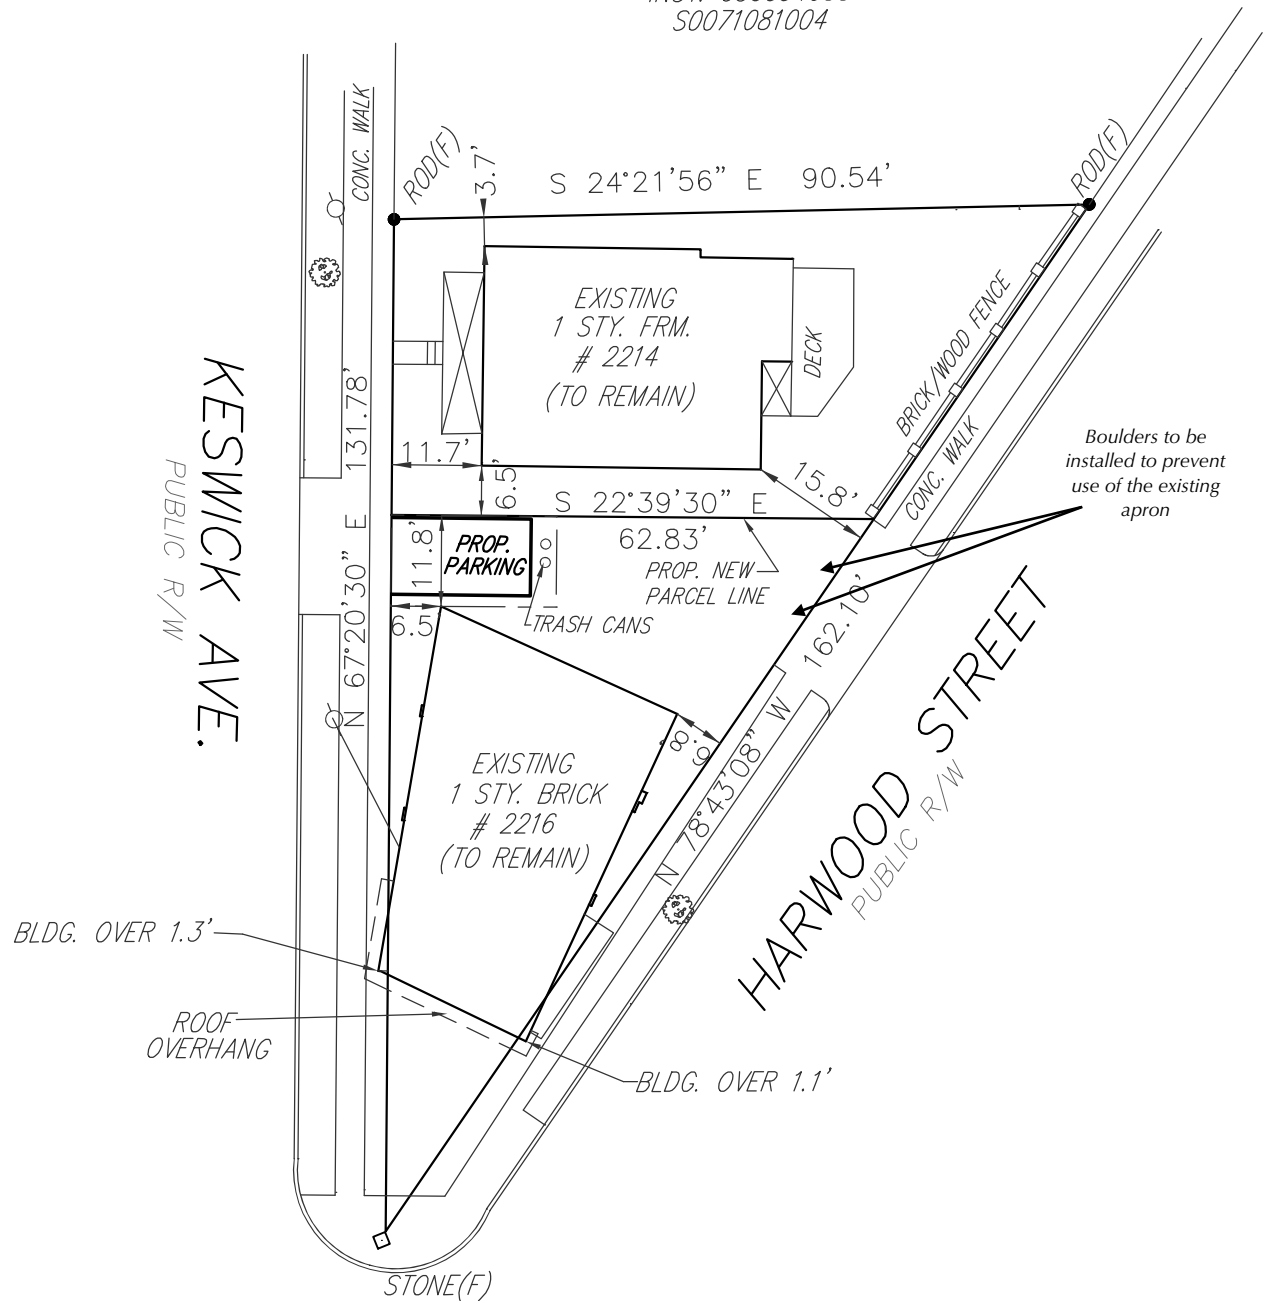 S0071081004
CONC. WALK
ROD(F)
3.7'
S 24°21'56" E 90.54'
ROD(F)
EXISTING
1 STY. FRM.
# 2214
(TO REMAIN)
DECK
BRICK/WOOD FENCE
CONC. WALK
KESWICK AVE.
PUBLIC R/W
N 67°20'30" E 131.78'
11.7'
6.5'
15.8'
S 22°39'30" E
62.83'
Boulders to be
installed to prevent
use of the existing
apron
11.8'
PROP.
PARKING
PROP. NEW
PARCEL LINE
6.5
TRASH CANS
N 78°43'08" W 162.10'
HARWOOD STREET
PUBLIC R/W
8.9
EXISTING
1 STY. BRICK
# 2216
(TO REMAIN)
BLDG. OVER 1.3'
ROOF
OVERHANG
BLDG. OVER 1.1'
STONE(F)